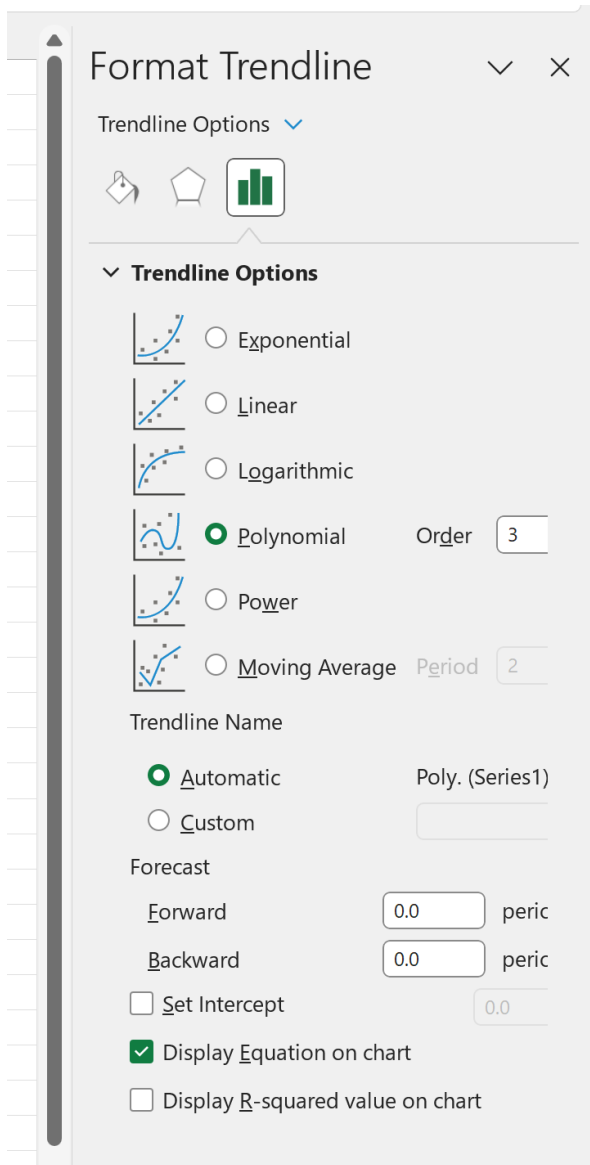 Format Trendline
Trendline Options
Trendline Options
Exponential
Linear
Logarithmic
Polynomial Order 3
Power
Moving Average Period 2
Trendline Name
Automatic Poly. (Series1)
Custom
Forecast
Forward 0.0 peric
Backward 0.0 peric
Set Intercept 0.0
Display Equation on chart
Display R-squared value on chart